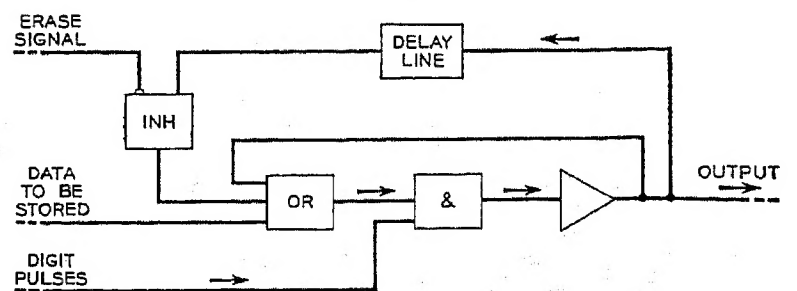 ERASE
SIGNAL
DELAY
LINE
INH
DATA
TO BE
STORED
OR
&
OUTPUT
DIGIT
PULSES